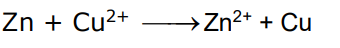 Zn + Cu²⁺ ⟶ Zn²⁺ + Cu